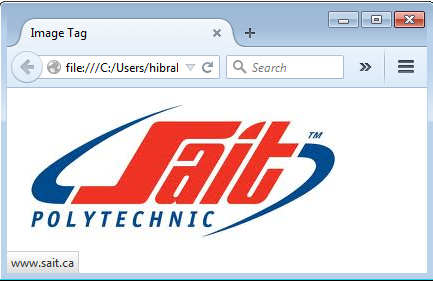 Image Tag
file:///C:/Users/hibral
Search
Sait
TM
POLYTECHNIC
www.sait.ca